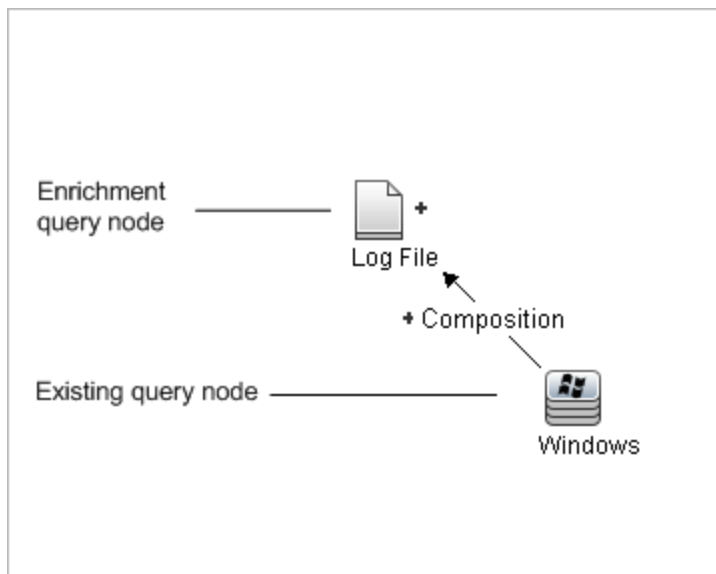 Enrichment
query node
Log File
Composition
Existing query node
Windows